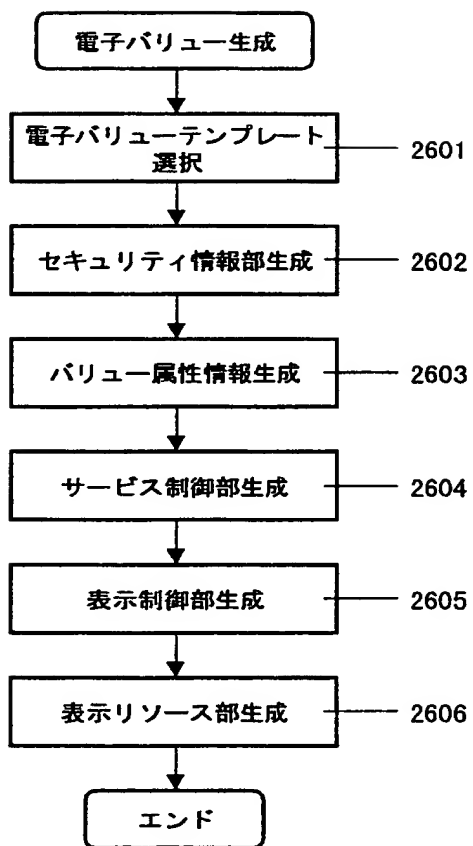 電子バリュー生成
電子バリューテンプレート
選択
2601
セキュリティ情報部生成
2602
バリュー属性情報生成
2603
サービス制御部生成
2604
表示制御部生成
2605
表示リソース部生成
2606
エンド